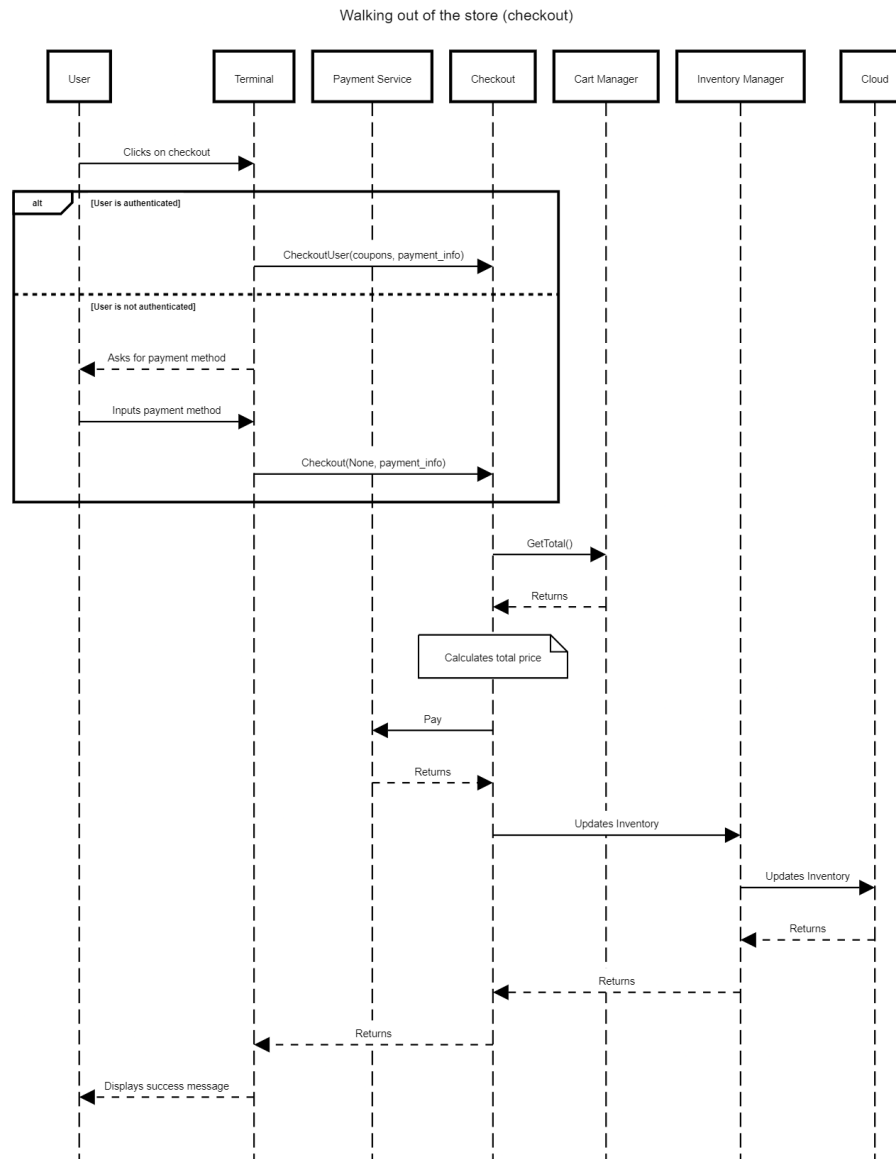 Walking out of the store (checkout)
User
Terminal
Payment Service
Checkout
Cart Manager
Inventory Manager
Cloud
Clicks on checkout
alt
[User is authenticated]
CheckoutUser(coupons, payment_info)
[User is not authenticated]
Asks for payment method
Inputs payment method
Checkout(None, payment_info)
GetTotal()
Returns
Calculates total price
Pay
Returns
Updates Inventory
Updates Inventory
Returns
Returns
Returns
Displays success message